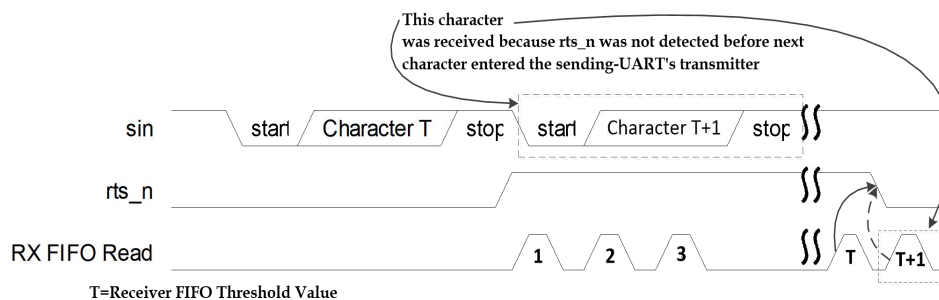 This character
was received because rts_n was not detected before next
character entered the sending-UART's transmitter
sin start Character T stop start Character T+1 stop
rts_n
RX FIFO Read 1 2 3 T T+1
T=Receiver FIFO Threshold Value